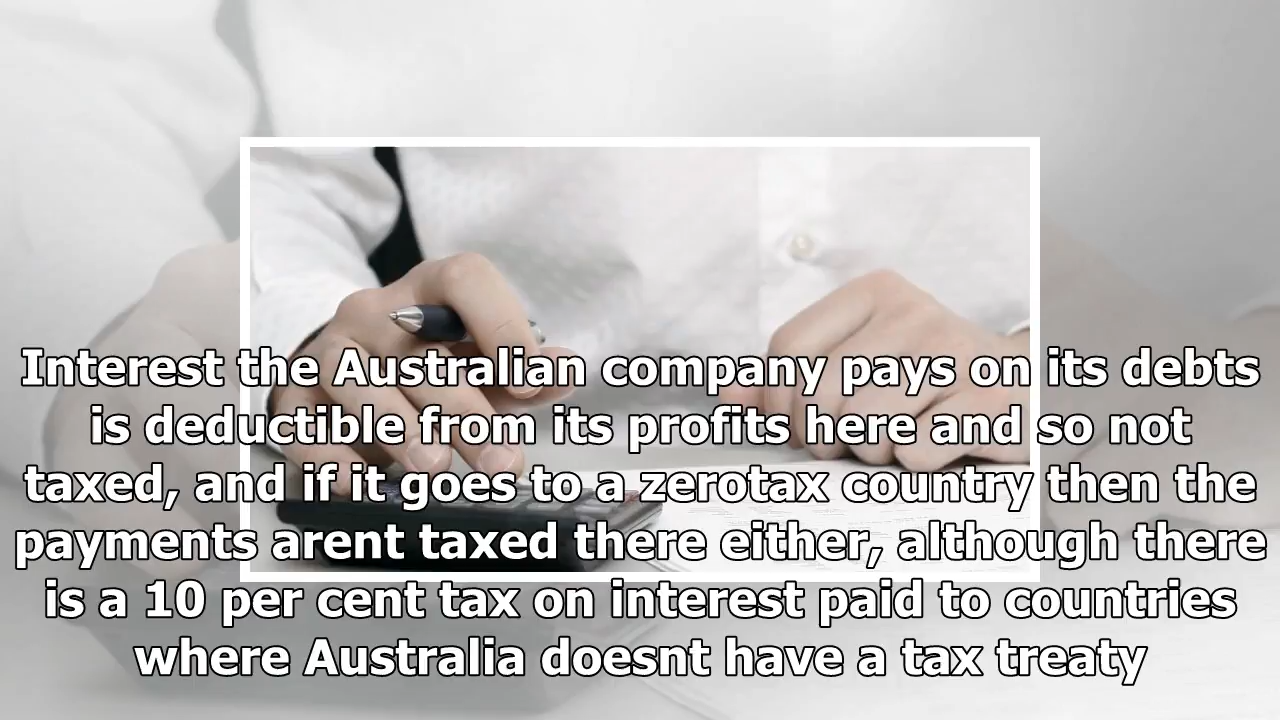 Interest the Australian company pays on its debts
is deductible from its profits here and so not
taxed, and if it goes to a zerotax country then the
payments arent taxed there either, although there
is a 10 per cent tax on interest paid to countries
where Australia doesnt have a tax treaty